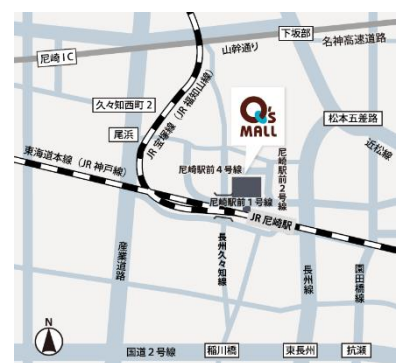 下坂部
名神高速道路
山幹通り
尼崎IC
Q's
MALL
久々知西町2
JR宝塚線(JR福知山線)
松本五差路
尾浜
近松線
東海道本線(JR神戸線)
尼崎駅前4号線
尼崎駅前2号線
尼崎駅前1号線
JR尼崎駅
産業道路
長州久々知線
長州線
園田橋線
N
国道2号線
稲川橋
東長州
杭瀬